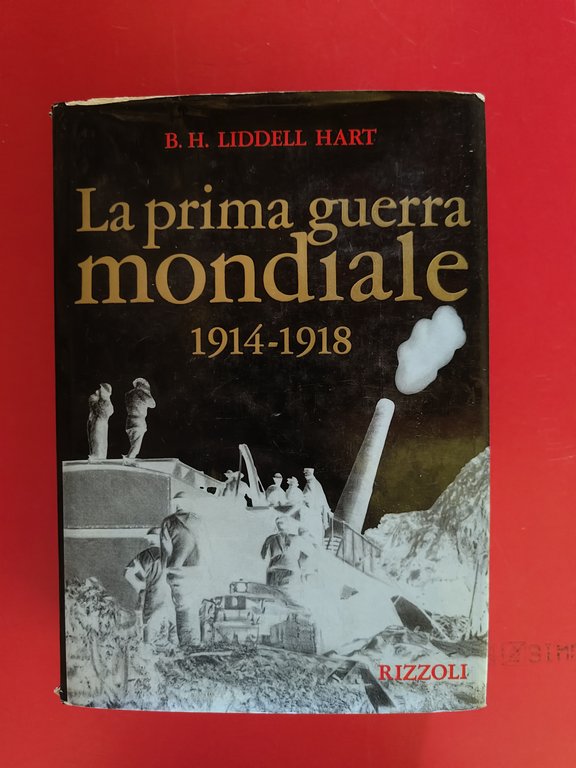 B. H. LIDDELL HART
La prima guerra
mondiale
1914-1918
RIZZOLI